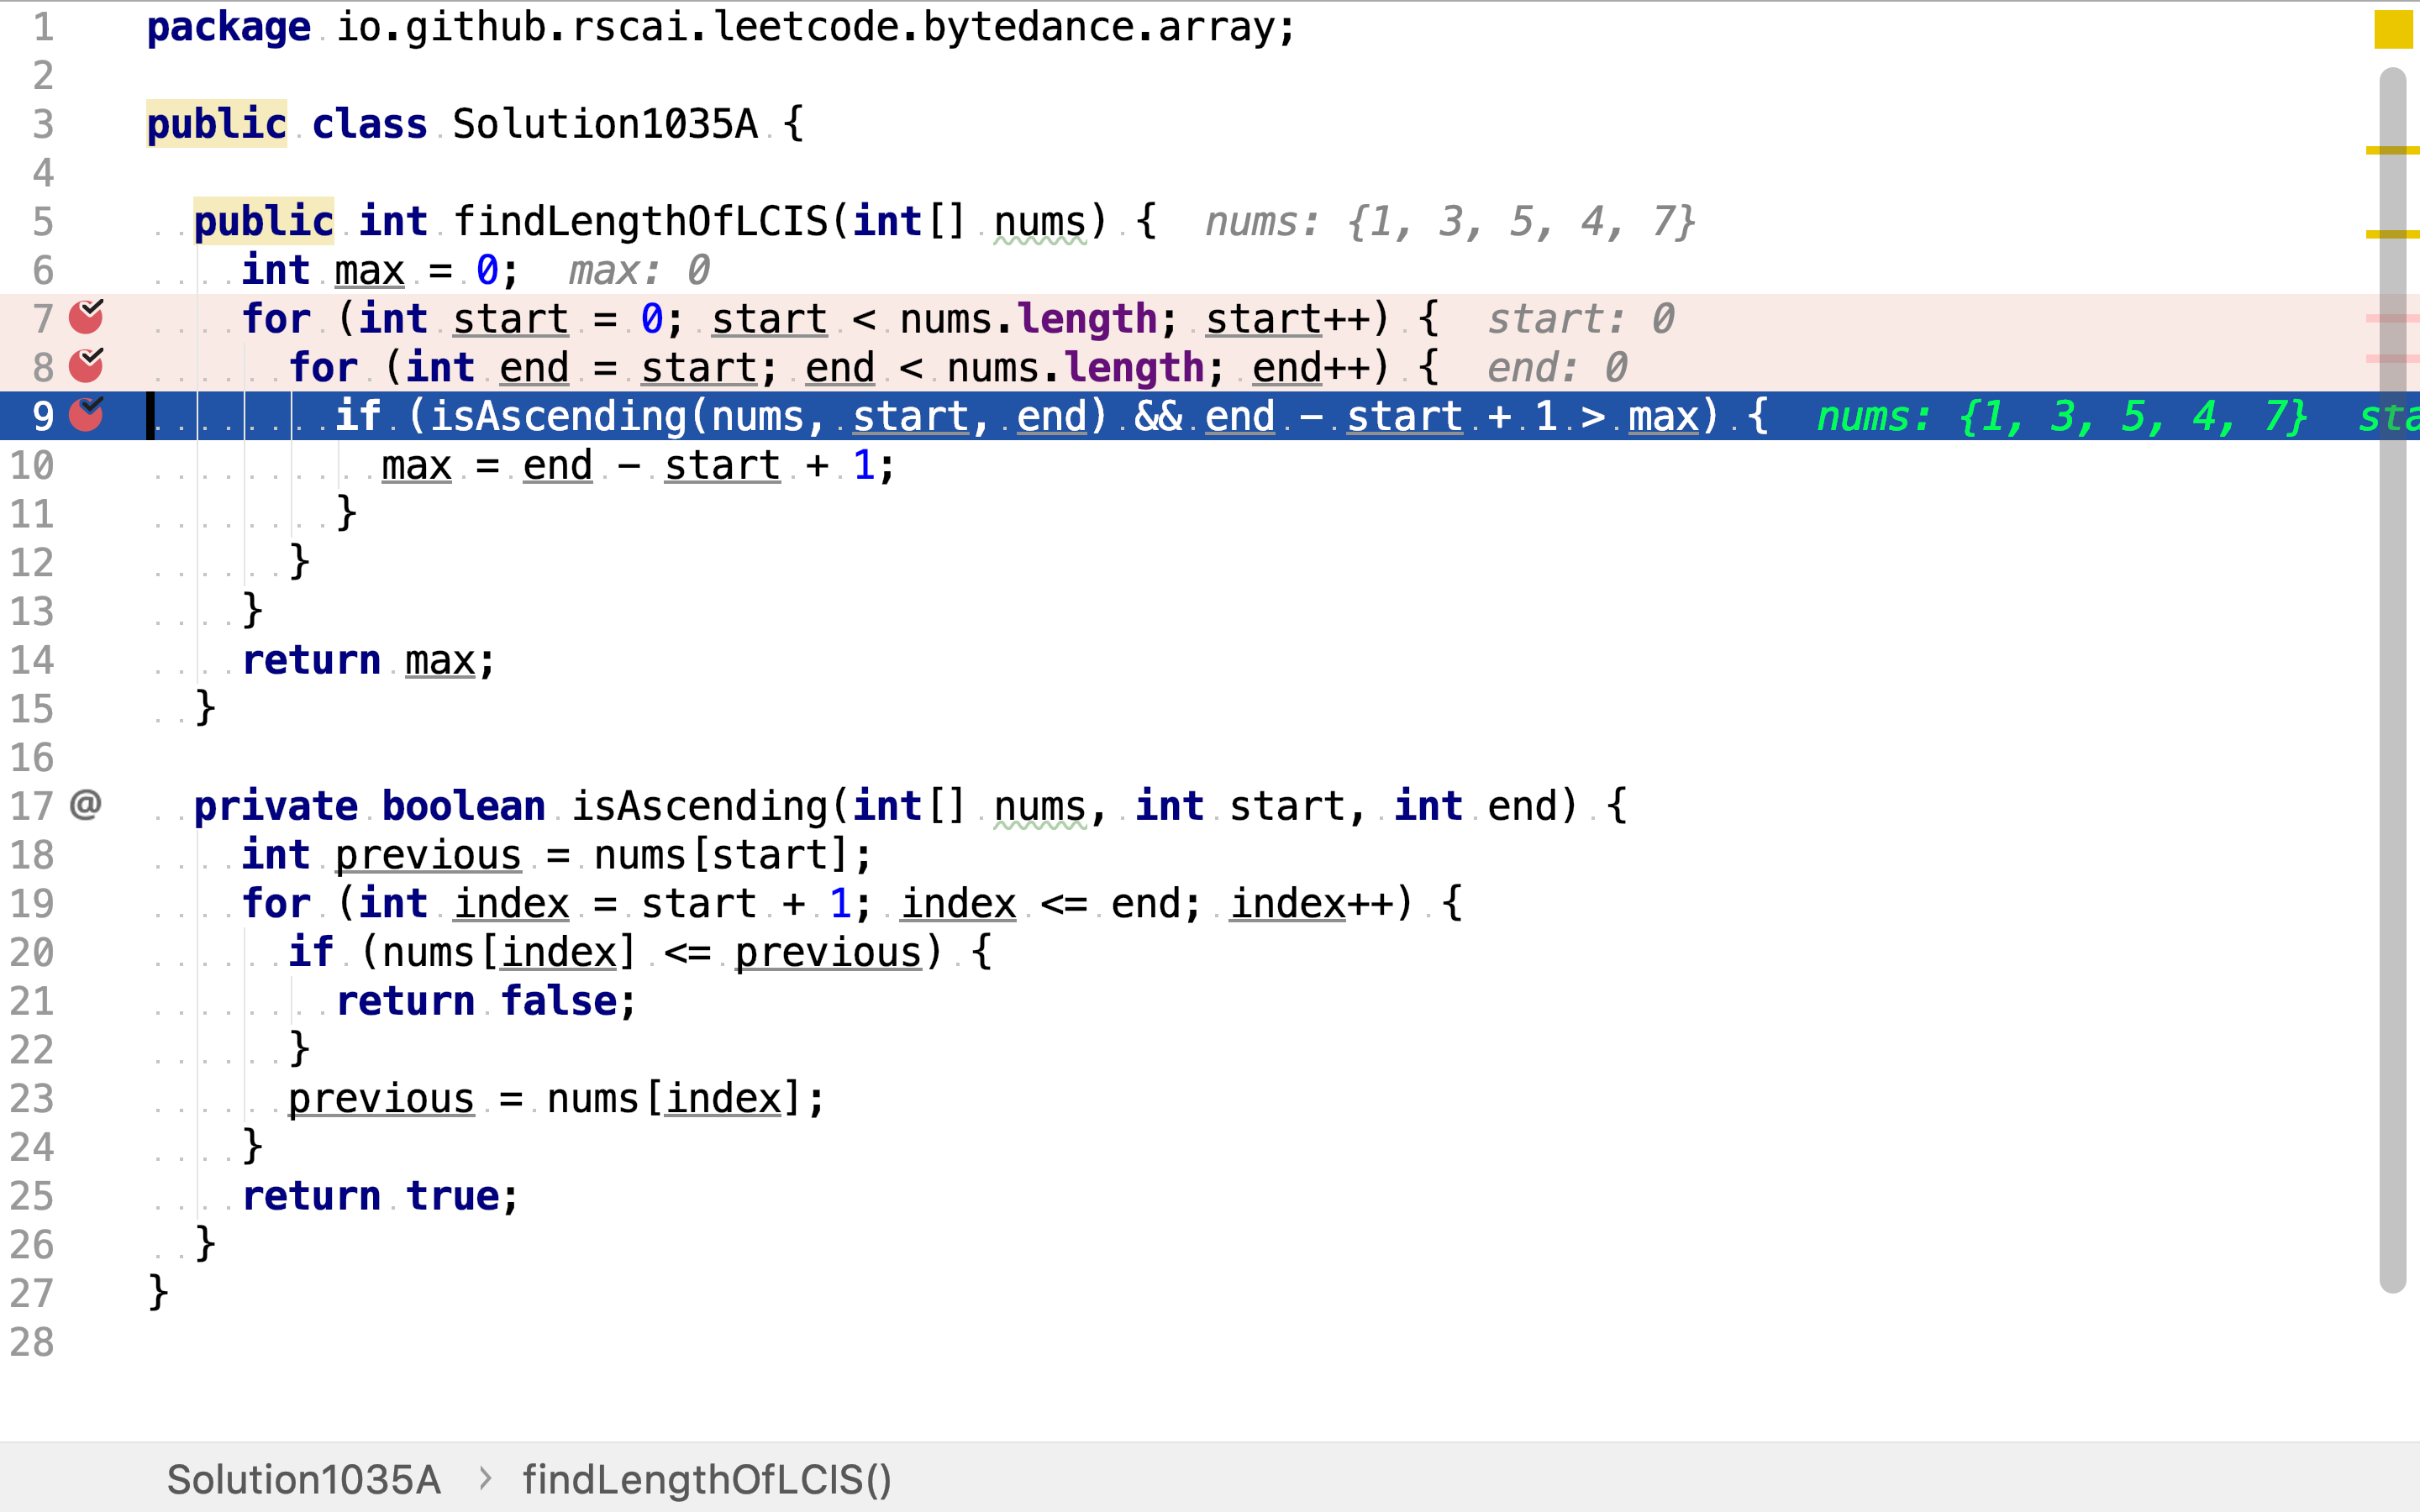 1 package io.github.rscai.leetcode.bytedance.array;
2
3 public class Solution1035A {
4
5 public int findLengthOfLCIS(int[] nums) { nums: {1, 3, 5, 4, 7}
6 int max = 0; max: 0
7 for (int start = 0; start < nums.length; start++) { start: 0
8 for (int end = start; end < nums.length; end++) { end: 0
9 if (isAscending(nums, start, end) && end - start + 1 > max) { nums: {1, 3, 5, 4, 7} sta
10 max = end - start + 1;
11 }
12 }
13 }
14 return max;
15 }
16
17 @ private boolean isAscending(int[] nums, int start, int end) {
18 int previous = nums[start];
19 for (int index = start + 1; index <= end; index++) {
20 if (nums[index] <= previous) {
21 return false;
22 }
23 previous = nums[index];
24 }
25 return true;
26 }
27 }
28
Solution1035A > findLengthOfLCIS()